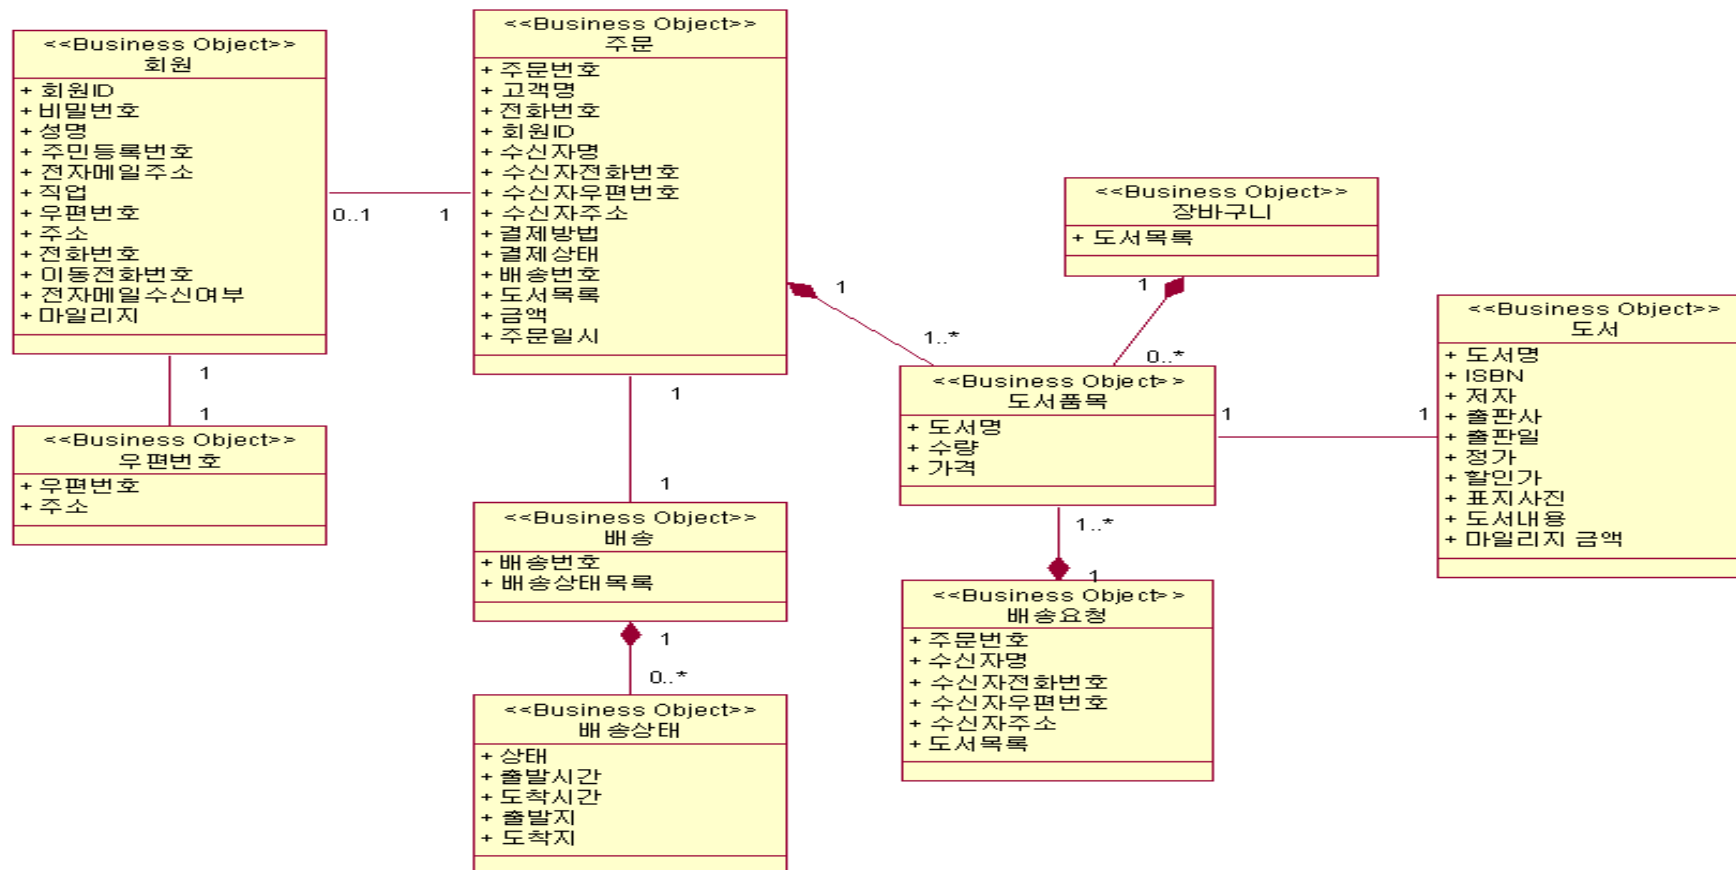 <<Business Object>>
회원
+ 회원ID
+ 비밀번호
+ 성명
+ 주민등록번호
+ 전자메일주소
+ 직업
+ 우편번호
+ 주소
+ 전화번호
+ 이동전화번호
+ 전자메일수신여부
+ 마일리지
0..1
1
1
1
<<Business Object>>
우편번호
+ 우편번호
+ 주소
<<Business Object>>
주문
+ 주문번호
+ 고객명
+ 전화번호
+ 회원ID
+ 수신자명
+ 수신자전화번호
+ 수신자우편번호
+ 수신자주소
+ 결제방법
+ 결제상태
+ 배송번호
+ 도서목록
+ 금액
+ 주문일시
1
1..*
1
1
<<Business Object>>
배송
+ 배송번호
+ 배송상태목록
1
0..*
<<Business Object>>
배송상태
+ 상태
+ 출발시간
+ 도착시간
+ 출발지
+ 도착지
<<Business Object>>
장바구니
+ 도서목록
1
0..*
<<Business Object>>
도서품목
+ 도서명
+ 수량
+ 가격
1
1
1..*
1
<<Business Object>>
배송요청
+ 주문번호
+ 수신자명
+ 수신자전화번호
+ 수신자우편번호
+ 수신자주소
+ 도서목록
<<Business Object>>
도서
+ 도서명
+ ISBN
+ 저자
+ 출판사
+ 출판일
+ 정가
+ 할인가
+ 표지사진
+ 도서내용
+ 마일리지 금액